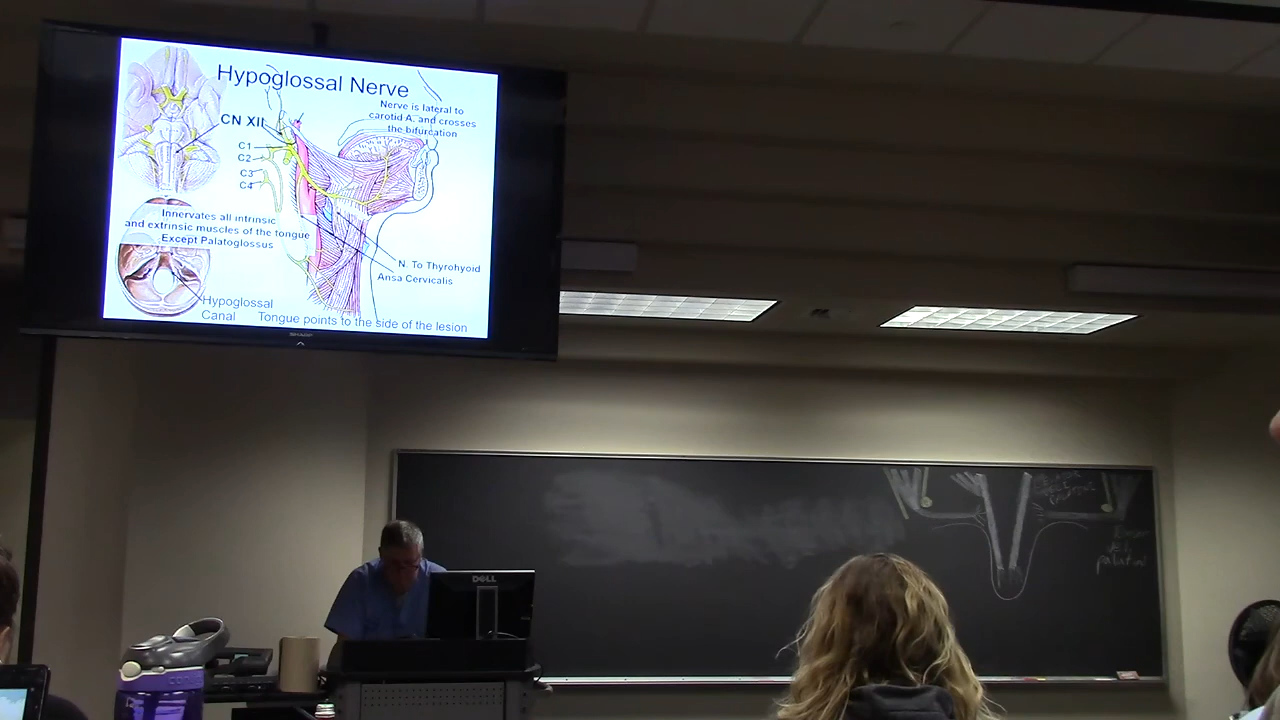 Hypoglossal Nerve
Nerve is lateral to
carotid A. and crosses
the bifurcation
CN XII
C1
C2
C3
C4
Innervates all intrinsic
and extrinsic muscles of the tongue
Except Palatoglossus
N. To Thyrohyoid
Ansa Cervicalis
Hypoglossal
Canal
Tongue points to the side of the lesion
SHARP
DELL